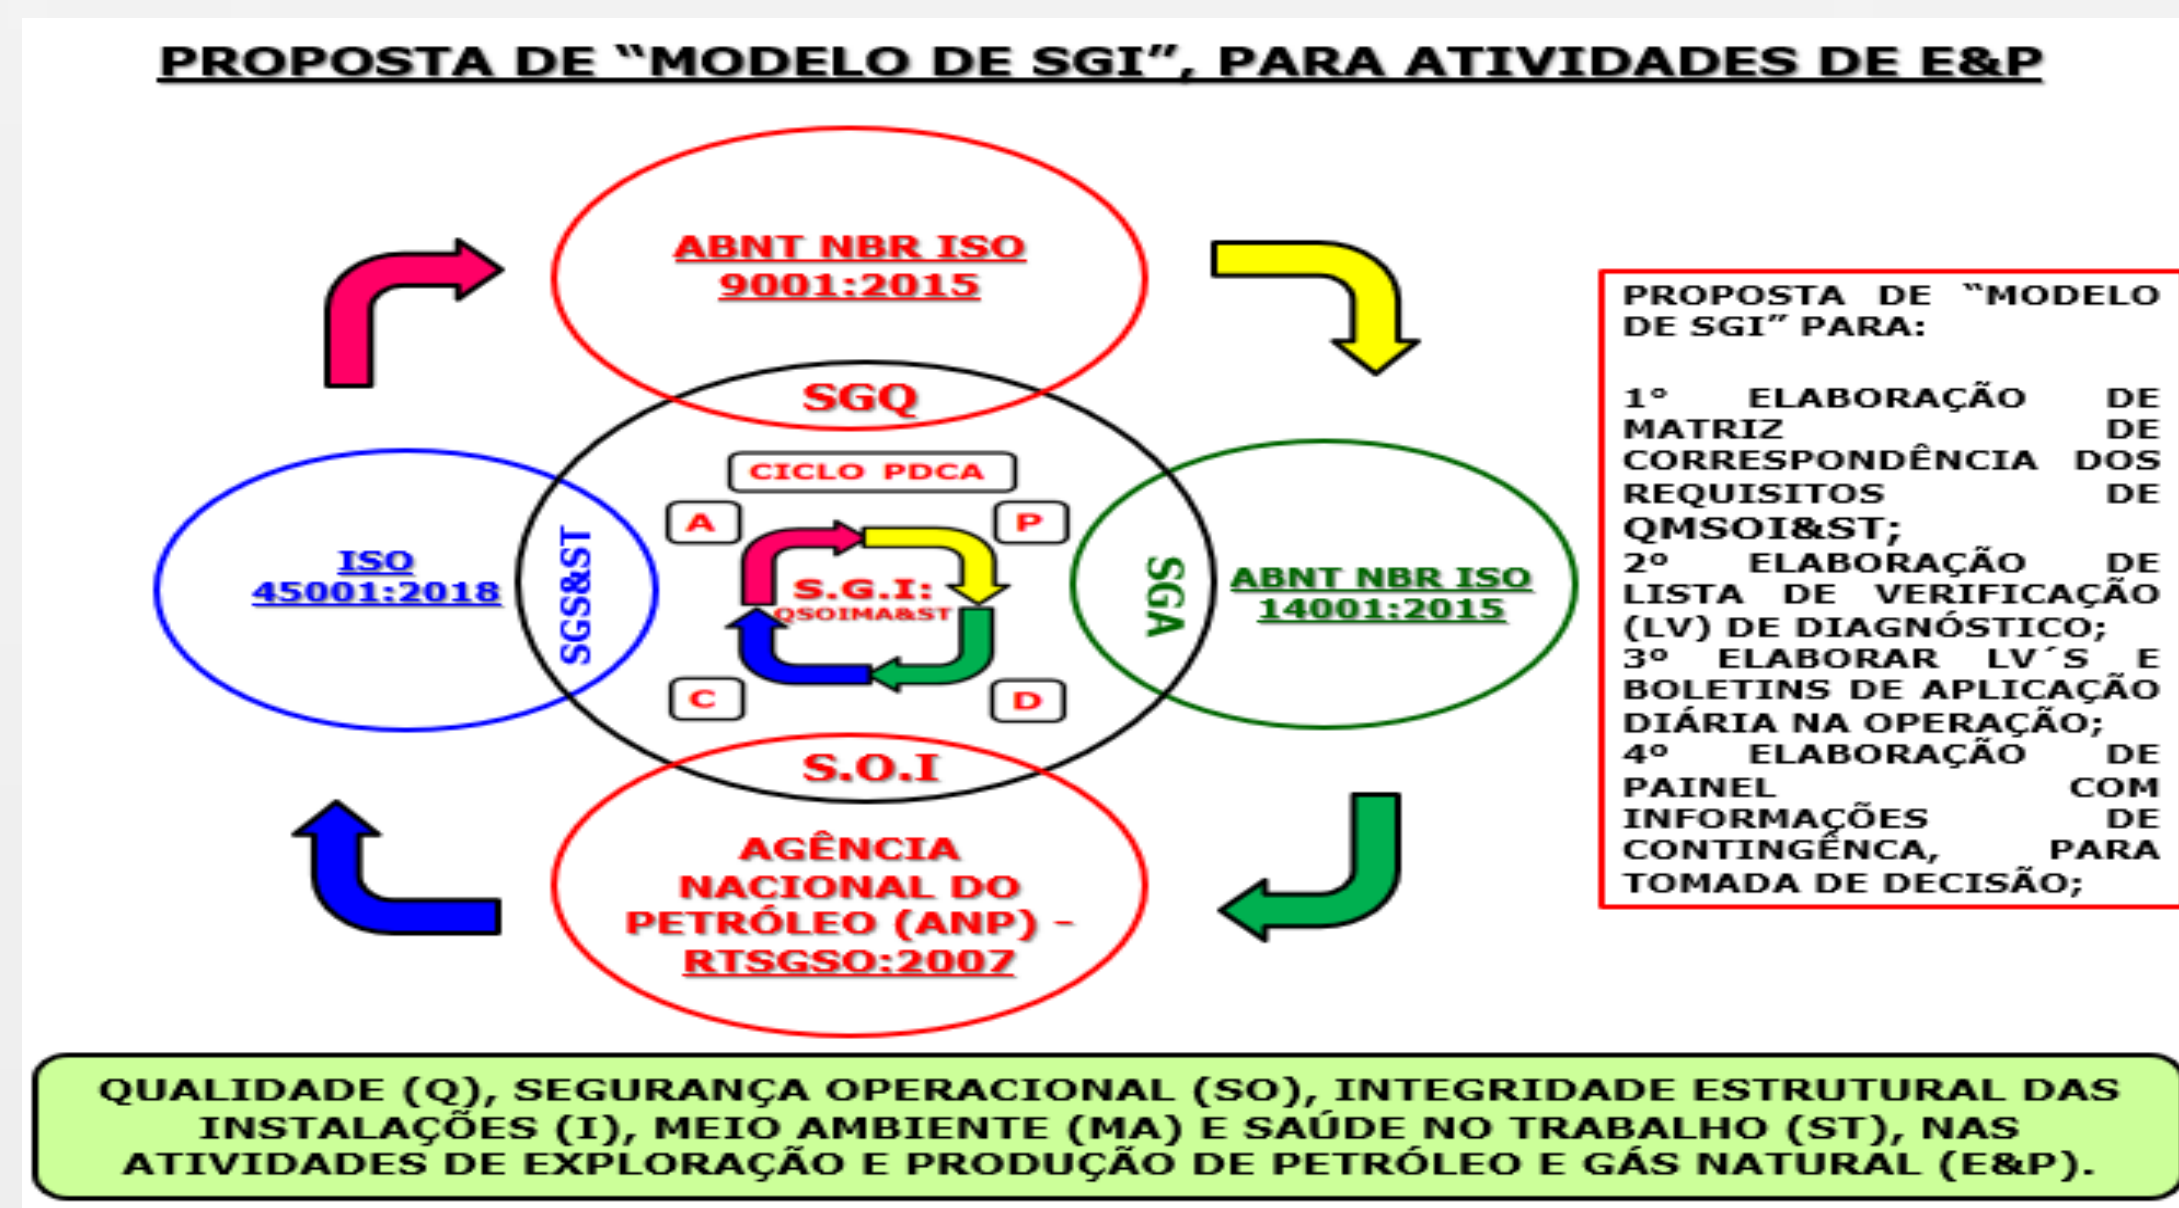 PROPOSTA DE “MODELO DE SGI”, PARA ATIVIDADES DE E&P
ABNT NBR ISO
9001:2015
SGQ
CICLO PDCA
A
P
S.G.I:
QSOIMA&ST
C
D
ISO
45001:2018
SGS&ST
SGA
ABNT NBR ISO
14001:2015
S.O.I
AGÊNCIA
NACIONAL DO
PETRÓLEO (ANP) -
RTSGSO:2007
PROPOSTA DE “MODELO
DE SGI” PARA:
1º ELABORAÇÃO DE
MATRIZ DE
CORRESPONDÊNCIA DOS
REQUISITOS DE
QMSOI&ST;
2º ELABORAÇÃO DE
LISTA DE VERIFICAÇÃO
(LV) DE DIAGNÓSTICO;
3º ELABORAR LV´S E
BOLETINS DE APLICAÇÃO
DIÁRIA NA OPERAÇÃO;
4º ELABORAÇÃO DE
PAINEL COM
INFORMAÇÕES DE
CONTINGÊNCA, PARA
TOMADA DE DECISÃO;
QUALIDADE (Q), SEGURANÇA OPERACIONAL (SO), INTEGRIDADE ESTRUTURAL DAS
INSTALAÇÕES (I), MEIO AMBIENTE (MA) E SAÚDE NO TRABALHO (ST), NAS
ATIVIDADES DE EXPLORAÇÃO E PRODUÇÃO DE PETRÓLEO E GÁS NATURAL (E&P).